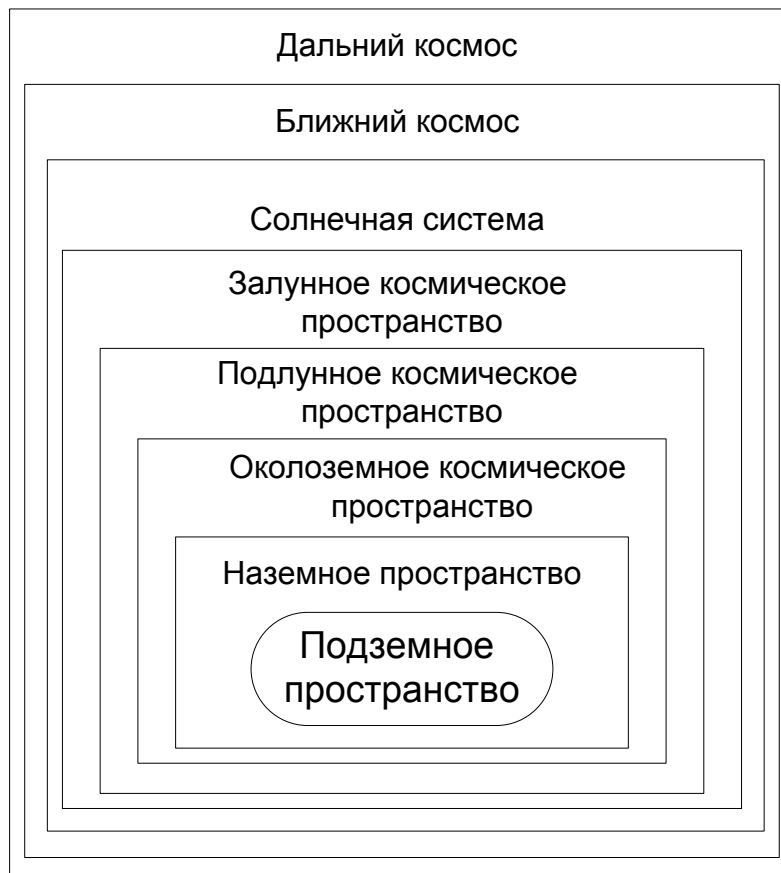 Дальний космос
Ближний космос
Солнечная система
Залунное космическое
пространство
Подлунное космическое
пространство
Околоземное космическое
пространство
Наземное пространство
Подземное
пространство